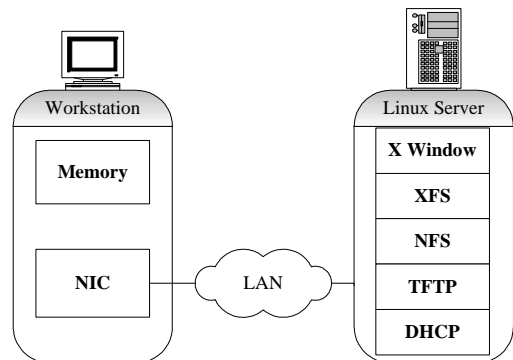 Workstation
Memory
NIC
LAN
Linux Server
X Window
XFS
NFS
TFTP
DHCP